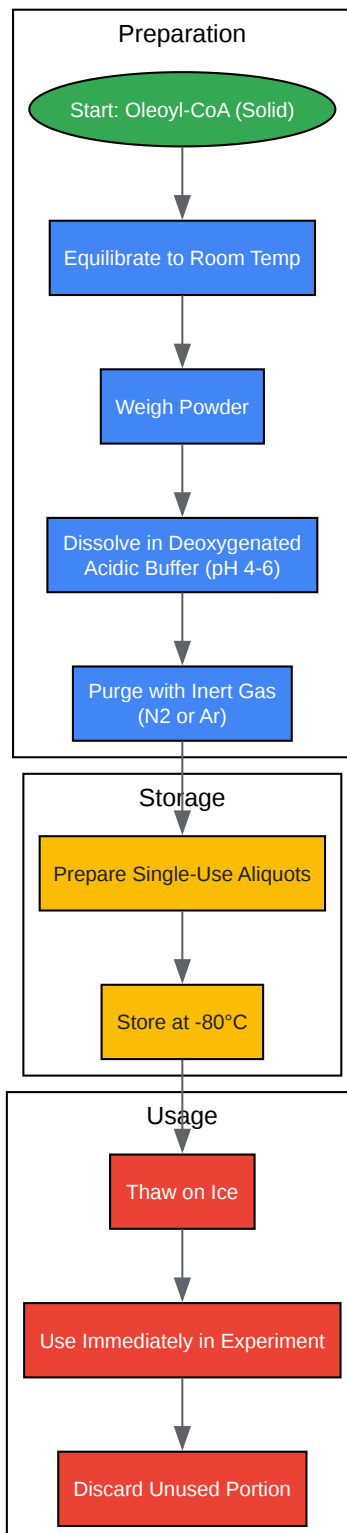 Preparation
Start: Oleoyl-CoA (Solid)
Equilibrate to Room Temp
Weigh Powder
Dissolve in Deoxygenated
Acidic Buffer (pH 4-6)
Purge with Inert Gas
(N2 or Ar)
Storage
Prepare Single-Use Aliquots
Store at -80°C
Usage
Thaw on Ice
Use Immediately in Experiment
Discard Unused Portion